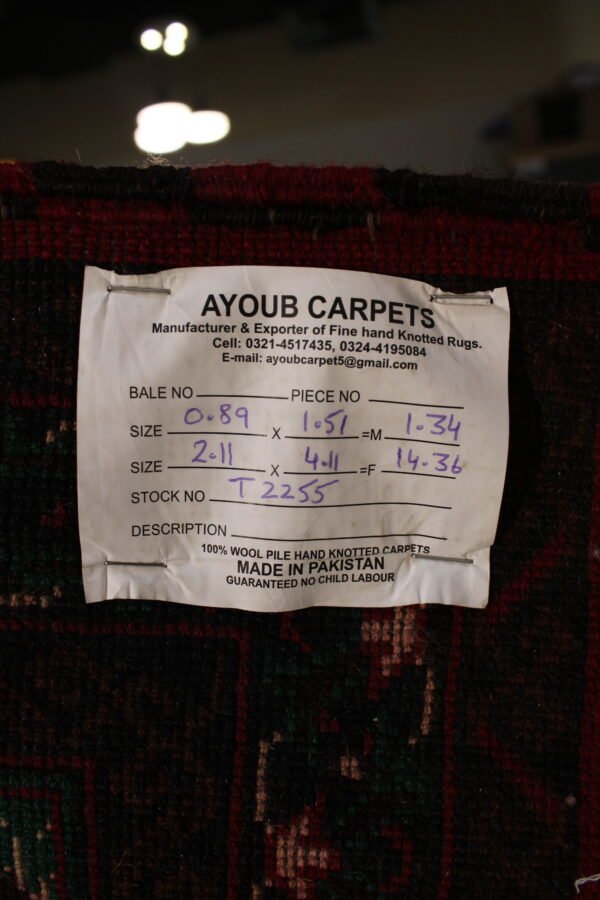 AYOUB CARPETS
Manufacturer & Exporter of Fine hand Knotted Rugs.
Cell: 0321-4517435, 0324-4195084
E-mail: ayoubcarpet5@gmail.com
BALE NO PIECE NO
SIZE 0.89 X 1.51 =M 1.34
SIZE 2.11 X 4.11 =F 14.36
STOCK NO T2255
DESCRIPTION
100% WOOL PILE HAND KNOTTED CARPETS
MADE IN PAKISTAN
GUARANTEED NO CHILD LABOUR